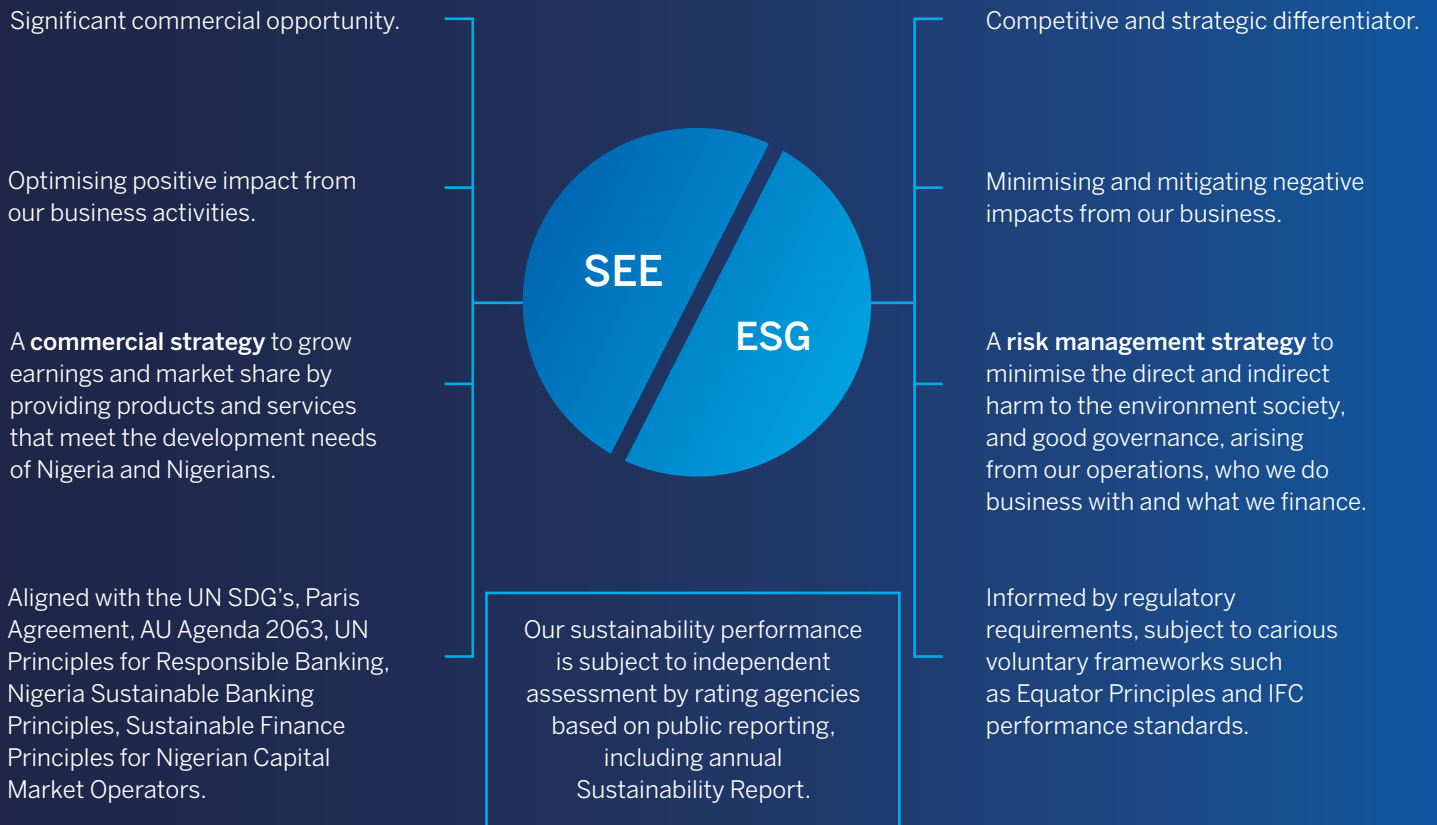 Significant commercial opportunity.
Optimising positive impact from
our business activities.
A commercial strategy to grow
earnings and market share by
providing products and services
that meet the development needs
of Nigeria and Nigerians.
Aligned with the UN SDG's, Paris
Agreement, AU Agenda 2063, UN
Principles for Responsible Banking,
Nigeria Sustainable Banking
Principles, Sustainable Finance
Principles for Nigerian Capital
Market Operators.
SEE
ESG
Our sustainability performance
is subject to independent
assessment by rating agencies
based on public reporting,
including annual
Sustainability Report.
Competitive and strategic differentiator.
Minimising and mitigating negative
impacts from our business.
A risk management strategy to
minimise the direct and indirect
harm to the environment society,
and good governance, arising
from our operations, who we do
business with and what we finance.
Informed by regulatory
requirements, subject to carious
voluntary frameworks such
as Equator Principles and IFC
performance standards.